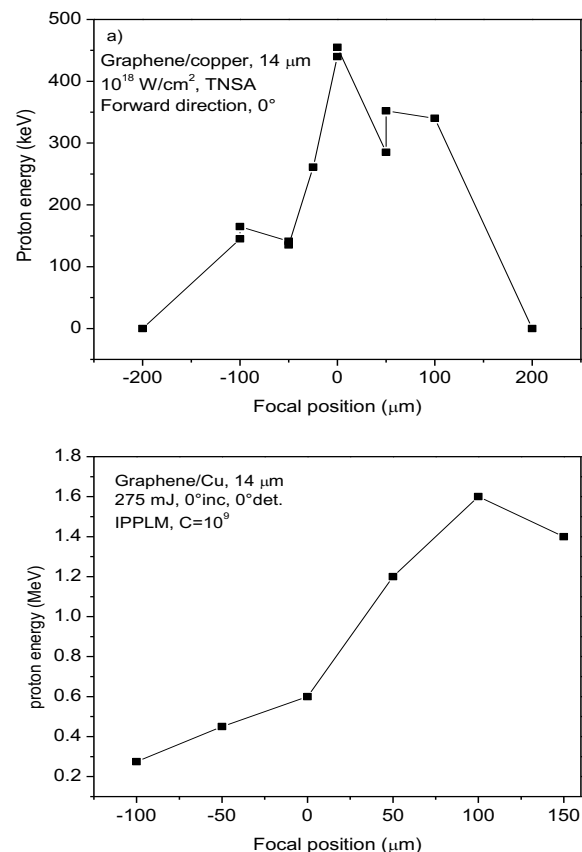 a)
Graphene/copper, 14 μm
10¹⁸ W/cm², TNSA
Forward direction, 0°
Proton energy (keV)
500
400
300
200
100
0
-200 -100 0 100 200
Focal position (μm)
Graphene/Cu, 14 μm
275 mJ, 0°inc, 0°det.
IPPLM, C=10⁹
proton energy (MeV)
1.8
1.6
1.4
1.2
1.0
0.8
0.6
0.4
0.2
-100 -50 0 50 100 150
Focal position (μm)